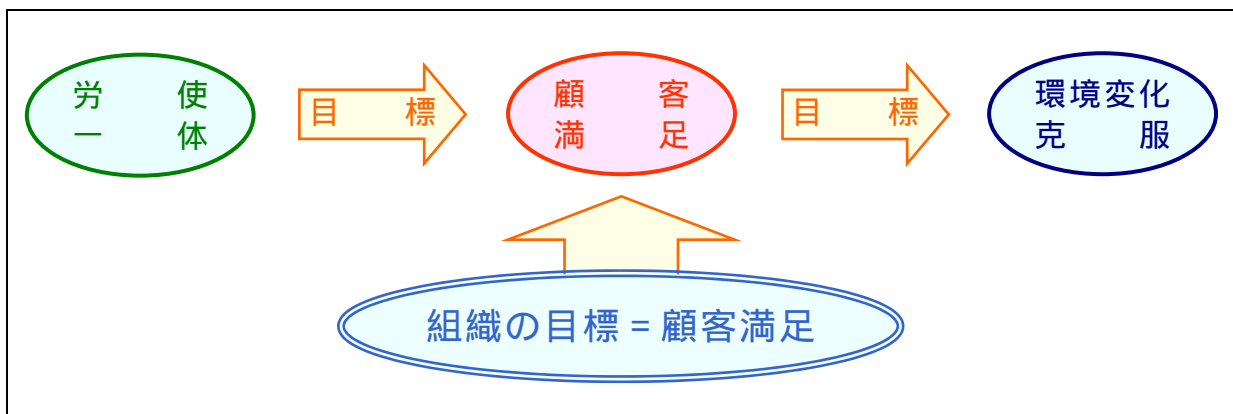 労　使
一　体
目　標
顧　客
満　足
目　標
環境変化
克　服
組織の目標 = 顧客満足